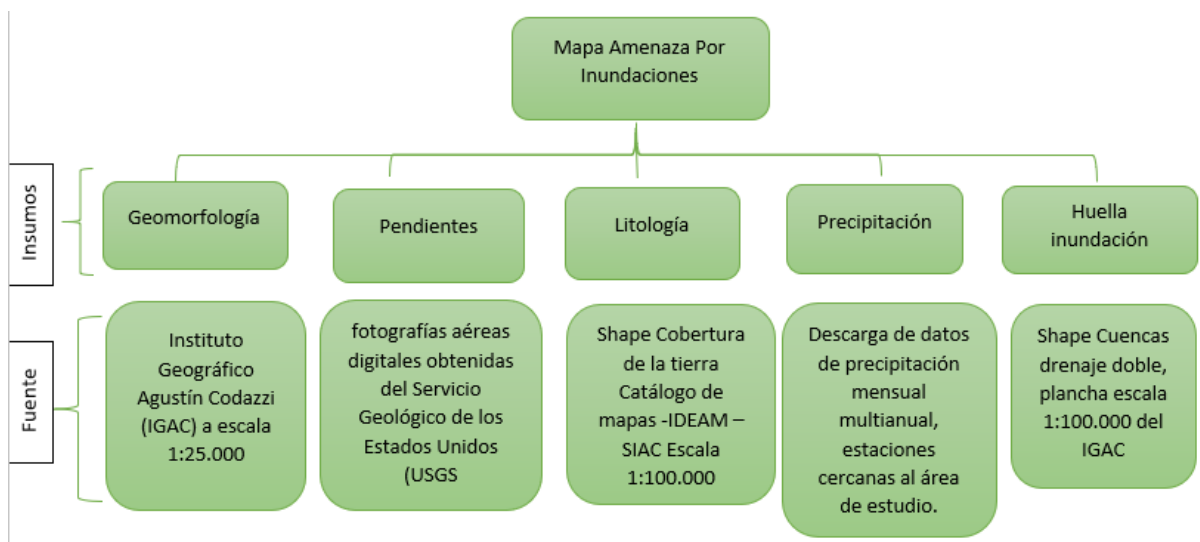 Mapa Amenaza Por
Inundaciones
Insumos
Geomorfología
Pendientes
Litología
Precipitación
Huella
inundación
Fuente
Instituto
Geográfico
Agustín Codazzi
(IGAC) a escala
1:25.000
fotografías aéreas
digitales obtenidas
del Servicio
Geológico de los
Estados Unidos
(USGS
Shape Cobertura
de la tierra
Catálogo de
mapas -IDEAM –
SIAC Escala
1:100.000
Descarga de datos
de precipitación
mensual
multianual,
estaciones
cercanas al área
de estudio.
Shape Cuencas
drenaje doble,
plancha escala
1:100.000 del
IGAC